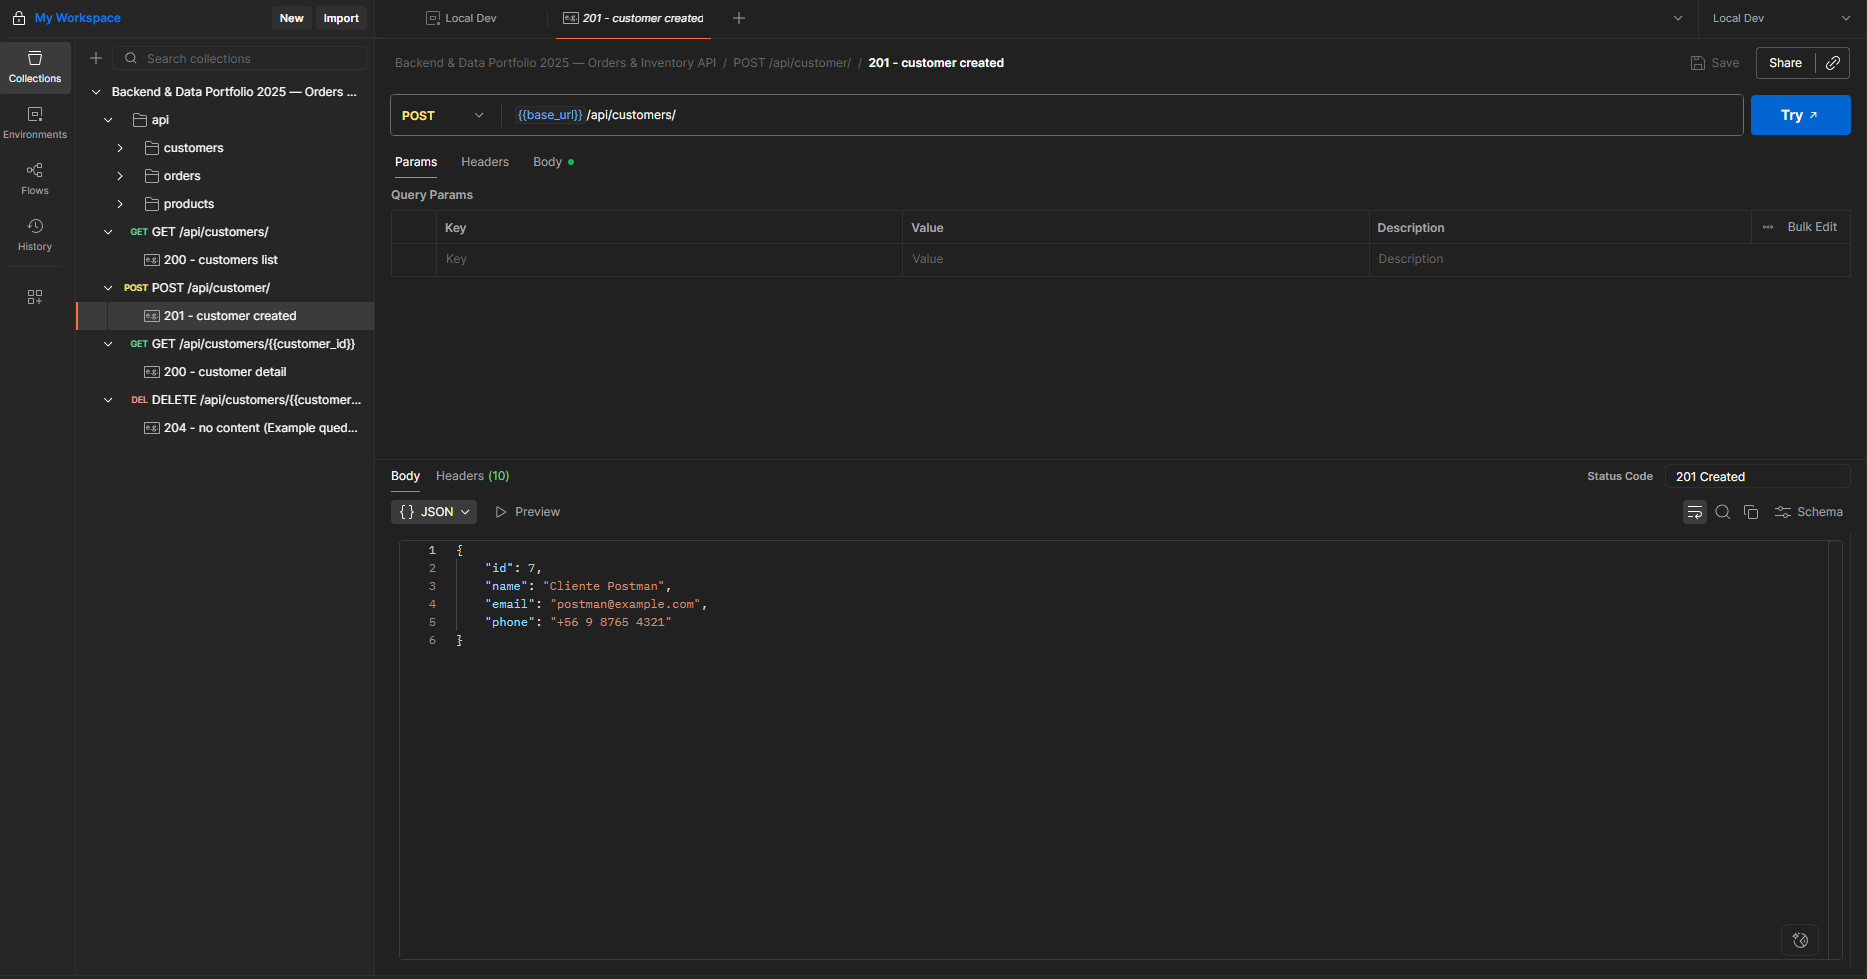 My Workspace
New
Import
Local Dev
e.g. 201 - customer created
Local Dev
Collections
Environments
Flows
History
Search collections
Backend & Data Portfolio 2025 — Orders ...
api
customers
orders
products
GET GET /api/customers/
e.g. 200 - customers list
POST POST /api/customer/
e.g. 201 - customer created
GET GET /api/customers/{{customer_id}}
e.g. 200 - customer detail
DEL DELETE /api/customers/{{customer...
e.g. 204 - no content (Example qued...
Backend & Data Portfolio 2025 — Orders & Inventory API / POST /api/customer/ / 201 - customer created
Save
Share
POST
{{base_url}} /api/customers/
Try
Params Headers Body
Query Params
Key Value Description Bulk Edit
Key Value Description
Body Headers (10)
Status Code 201 Created
{} JSON Preview
Schema
1 {
2 "id": 7,
3 "name": "Cliente Postman",
4 "email": "postman@example.com",
5 "phone": "+56 9 8765 4321"
6 }